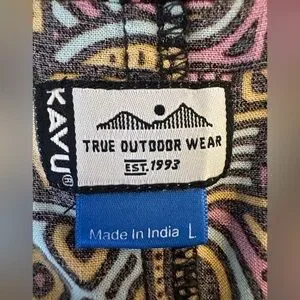 KAVU®
TRUE OUTDOOR WEAR
EST. 1993
Made In India L